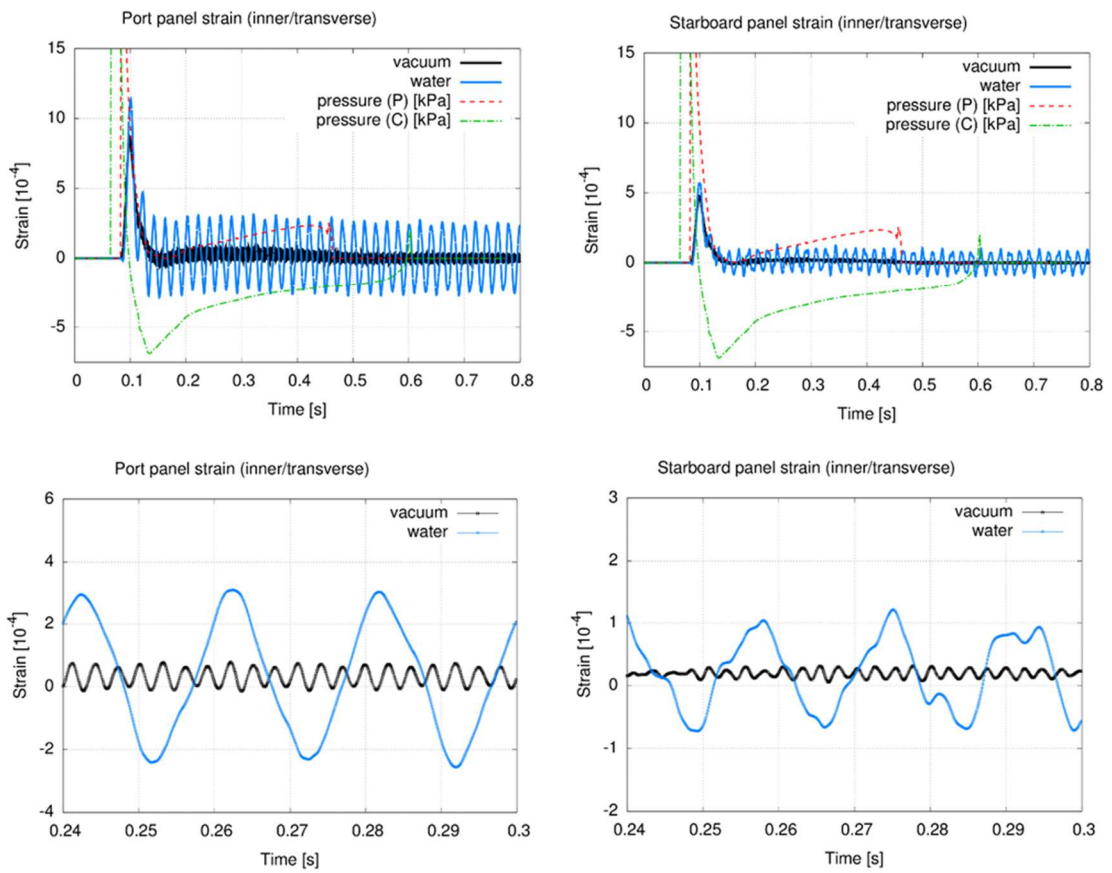 Port panel strain (inner/transverse)
15
10
5
0
-5
Strain [10-4]
vacuum
water
pressure (P) [kPa]
pressure (C) [kPa]
0 0.1 0.2 0.3 0.4 0.5 0.6 0.7 0.8
Time [s]
Starboard panel strain (inner/transverse)
15
10
5
0
-5
Strain [10-4]
vacuum
water
pressure (P) [kPa]
pressure (C) [kPa]
0 0.1 0.2 0.3 0.4 0.5 0.6 0.7 0.8
Time [s]
Port panel strain (inner/transverse)
6
4
2
0
-2
-4
Strain [10-4]
vacuum
water
0.24 0.25 0.26 0.27 0.28 0.29 0.3
Time [s]
Starboard panel strain (inner/transverse)
3
2
1
0
-1
-2
Strain [10-4]
vacuum
water
0.24 0.25 0.26 0.27 0.28 0.29 0.3
Time [s]